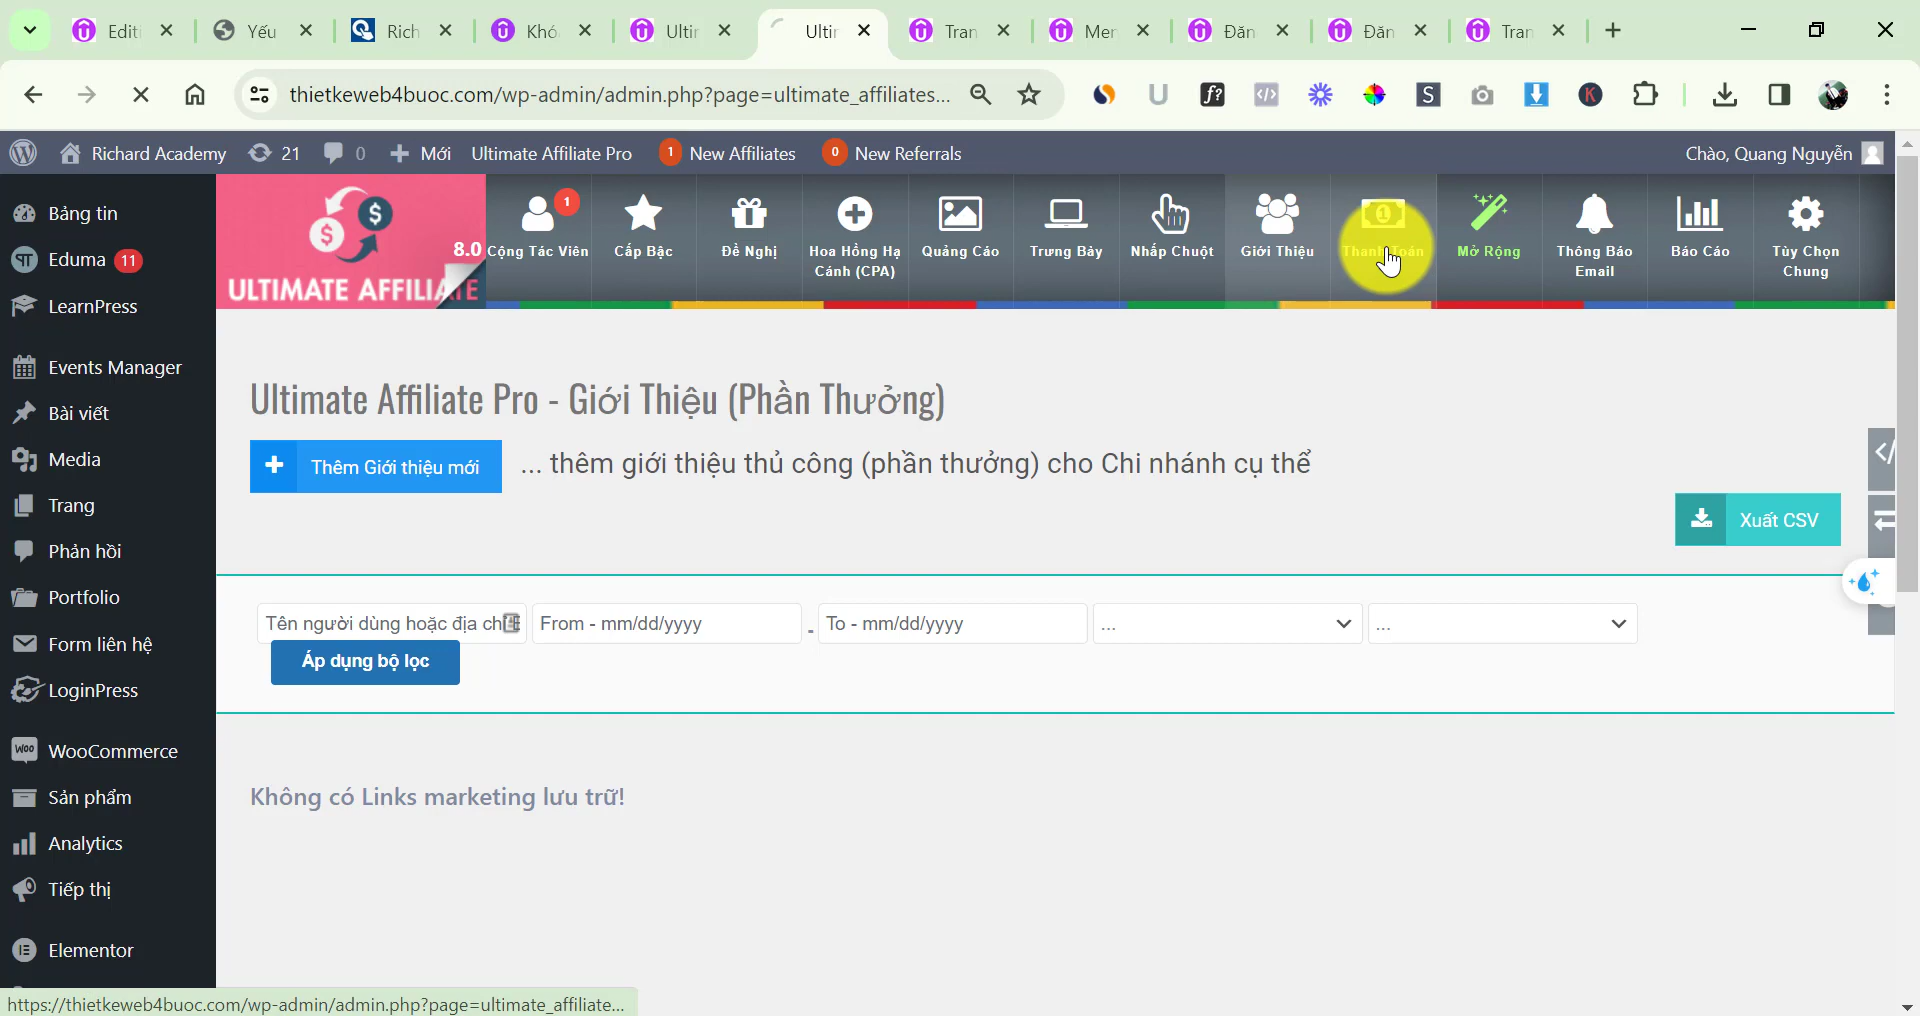 Editi
Yếu
Rich
Khó
Ultir
Ultir
Tran
Mer
Đăn
Đăn
Tran
thietkeweb4buoc.com/wp-admin/admin.php?page=ultimate_affiliates...
Richard Academy
21
0
Mới
Ultimate Affiliate Pro
1 New Affiliates
0 New Referrals
Chào, Quang Nguyễn
8.0
ULTIMATE AFFILIATE
1
Cộng Tác Viên
Cấp Bậc
Đề Nghị
Hoa Hồng Hạ
Cánh (CPA)
Quảng Cáo
Trưng Bày
Nhấp Chuột
Giới Thiệu
Thanh Toán
Mở Rộng
Thông Báo
Email
Báo Cáo
Tùy Chọn
Chung
Bảng tin
Eduma 11
LearnPress
Events Manager
Bài viết
Media
Trang
Phản hồi
Portfolio
Form liên hệ
LoginPress
WooCommerce
Sản phẩm
Analytics
Tiếp thị
Elementor
Ultimate Affiliate Pro - Giới Thiệu (Phần Thưởng)
Thêm Giới thiệu mới
... thêm giới thiệu thủ công (phần thưởng) cho Chi nhánh cụ thể
Xuất CSV
Tên người dùng hoặc địa chỉ E
From - mm/dd/yyyy
-
To - mm/dd/yyyy
...
...
Áp dụng bộ lọc
Không có Links marketing lưu trữ!
https://thietkeweb4buoc.com/wp-admin/admin.php?page=ultimate_affiliate...